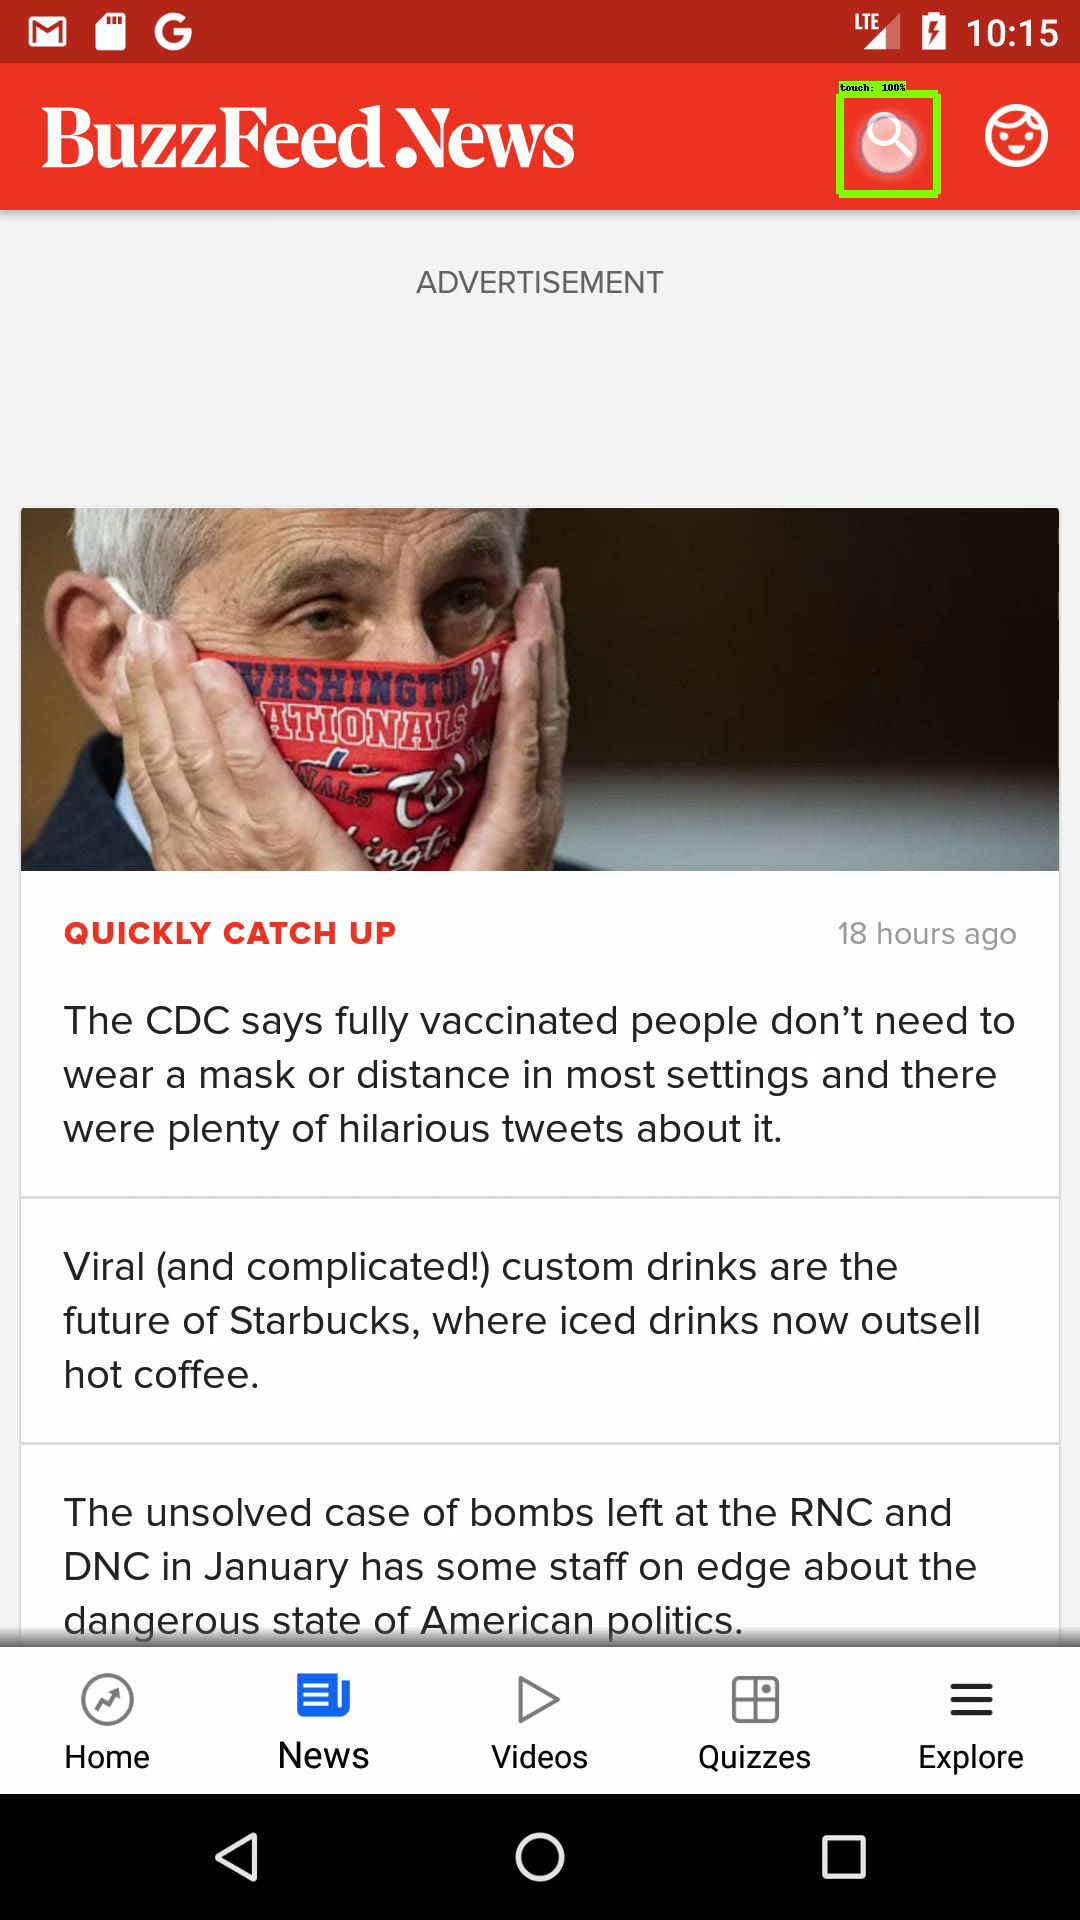 LTE 10:15
BuzzFeed News
touch: 100%
ADVERTISEMENT
WASHINGTON
NATIONALS
QUICKLY CATCH UP 18 hours ago
The CDC says fully vaccinated people don’t need to
wear a mask or distance in most settings and there
were plenty of hilarious tweets about it.
Viral (and complicated!) custom drinks are the
future of Starbucks, where iced drinks now outsell
hot coffee.
The unsolved case of bombs left at the RNC and
DNC in January has some staff on edge about the
dangerous state of American politics.
Home News Videos Quizzes Explore